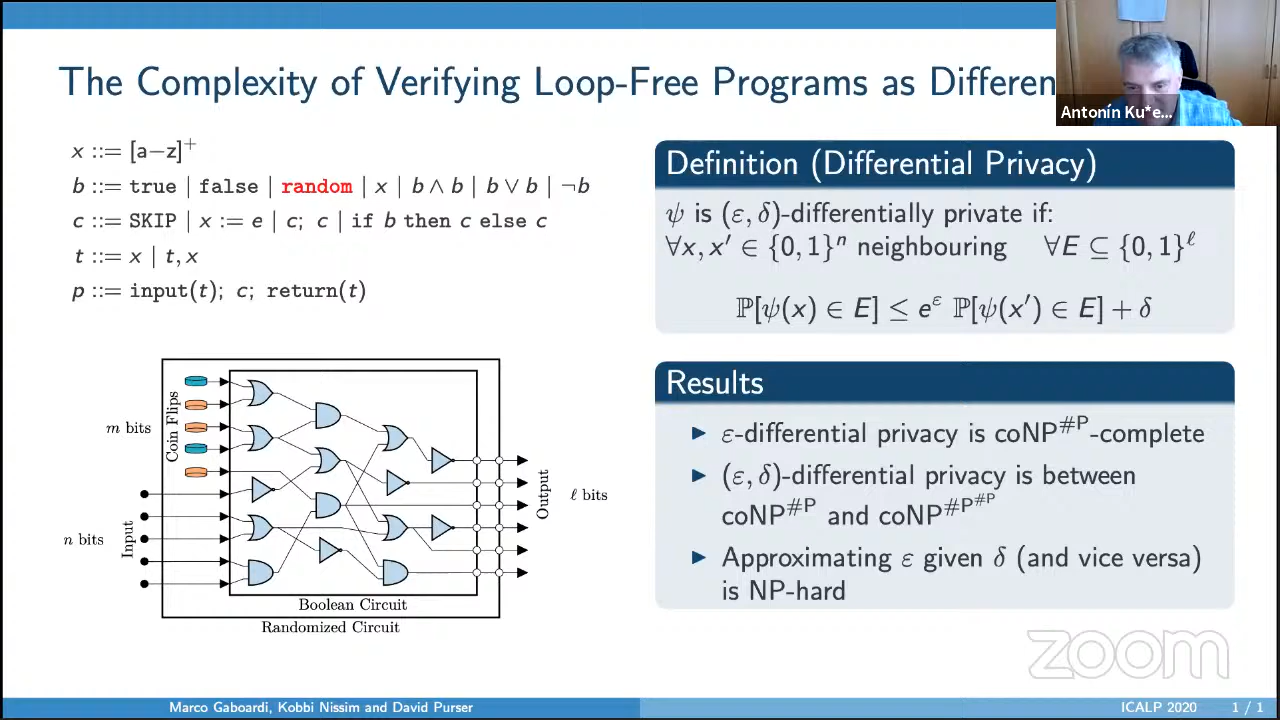 The Complexity of Verifying Loop-Free Programs as Differen
Antonín Ku*e...
x ::= [a−z]⁺
b ::= true | false | random | x | b ∧ b | b ∨ b | ¬b
c ::= SKIP | x := e | c; c | if b then c else c
t ::= x | t, x
p ::= input(t); c; return(t)
Coin Flips
m bits
Input
n bits
Output
ℓ bits
Boolean Circuit
Randomized Circuit
Definition (Differential Privacy)
ψ is (ε, δ)-differentially private if:
∀x, x′ ∈ {0, 1}ⁿ neighbouring ∀E ⊆ {0, 1}^ℓ
ℙ[ψ(x) ∈ E] ≤ e^ε ℙ[ψ(x′) ∈ E] + δ
Results
▶ ε-differential privacy is coNP^#P-complete
▶ (ε, δ)-differential privacy is between
coNP^#P and coNP^#P^#P
▶ Approximating ε given δ (and vice versa)
is NP-hard
zoom
Marco Gaboardi, Kobbi Nissim and David Purser
ICALP 2020 1 / 1